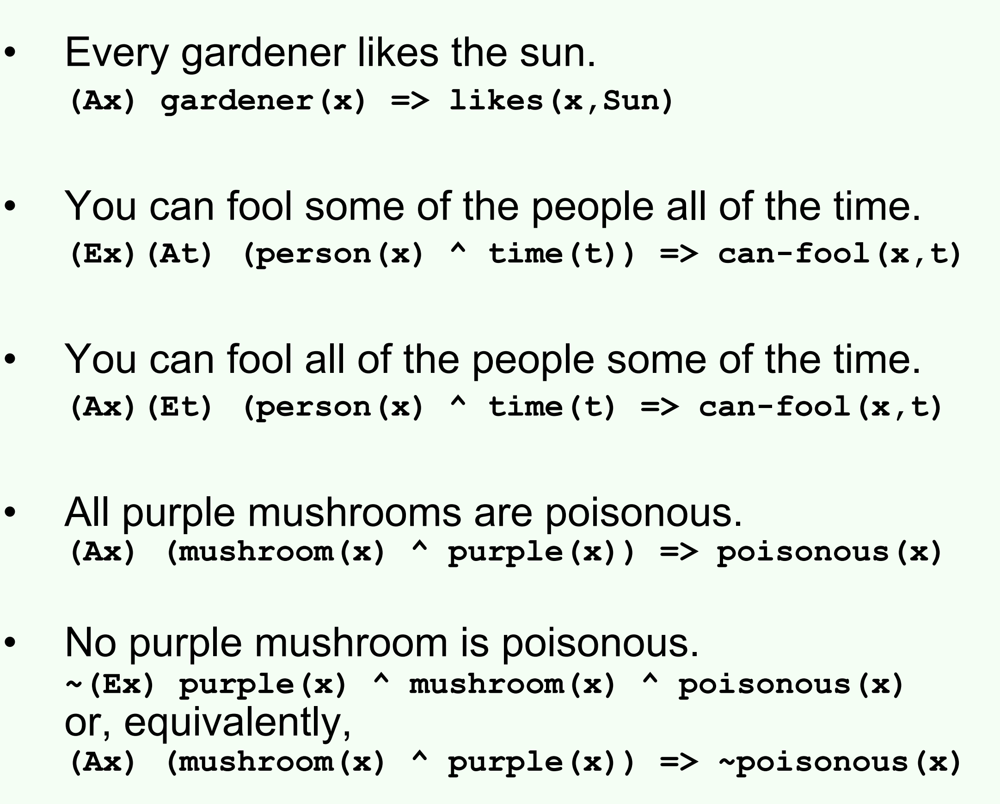 • Every gardener likes the sun.
(Ax) gardener(x) => likes(x,Sun)
• You can fool some of the people all of the time.
(Ex)(At) (person(x) ^ time(t)) => can-fool(x,t)
• You can fool all of the people some of the time.
(Ax)(Et) (person(x) ^ time(t) => can-fool(x,t)
• All purple mushrooms are poisonous.
(Ax) (mushroom(x) ^ purple(x)) => poisonous(x)
• No purple mushroom is poisonous.
~(Ex) purple(x) ^ mushroom(x) ^ poisonous(x)
or, equivalently,
(Ax) (mushroom(x) ^ purple(x)) => ~poisonous(x)